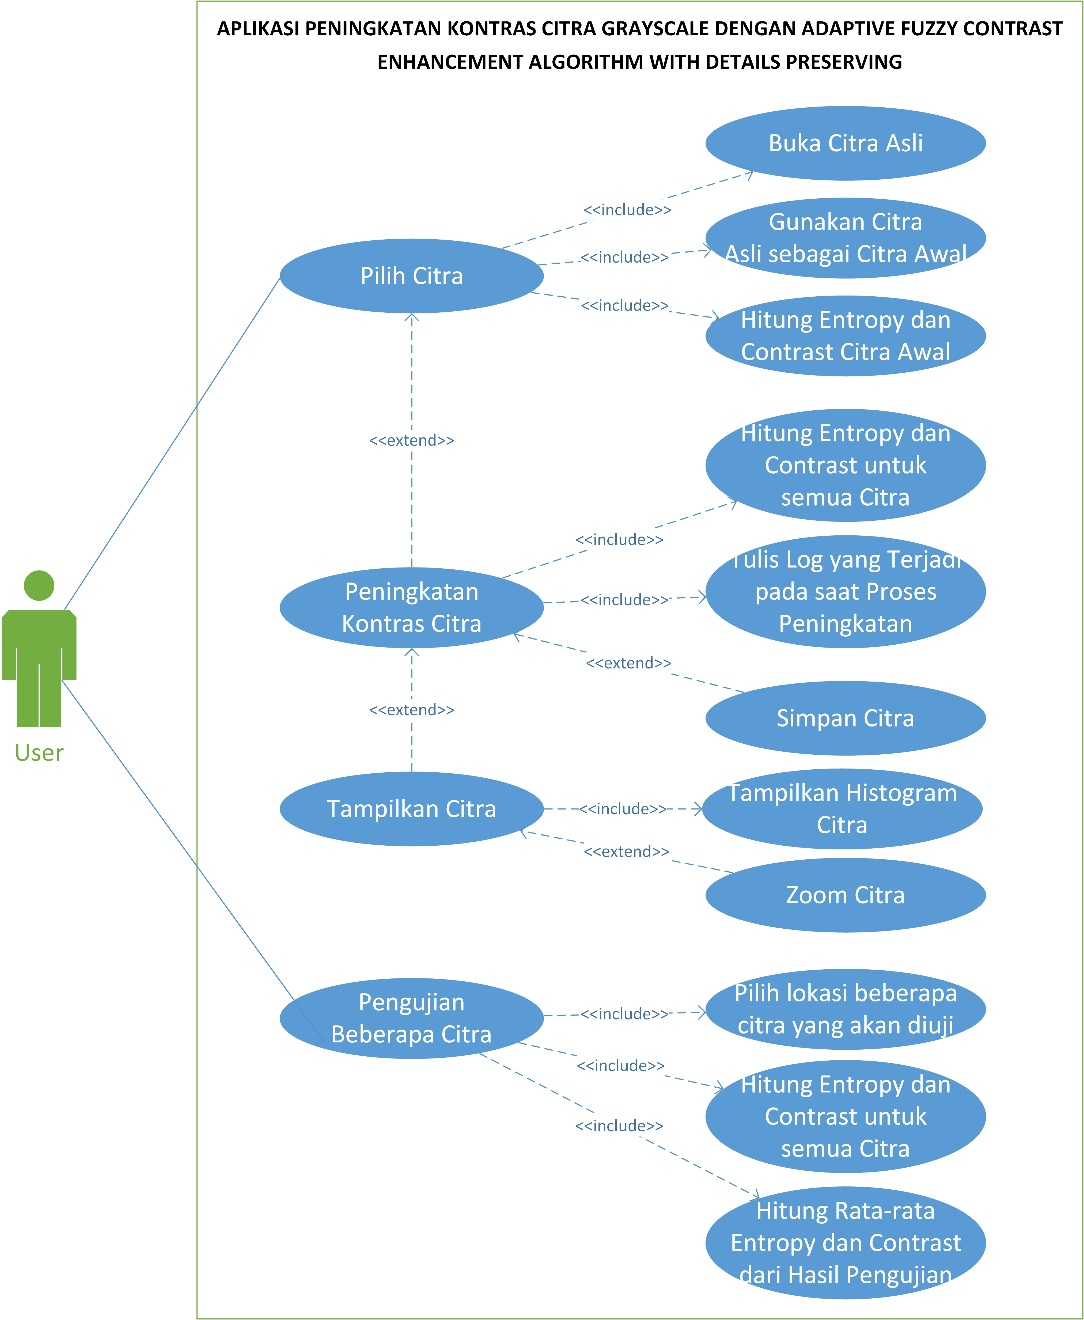 APLIKASI PENINGKATAN KONTRAS CITRA GRAYSCALE DENGAN ADAPTIVE FUZZY CONTRAST
ENHANCEMENT ALGORITHM WITH DETAILS PRESERVING
Buka Citra Asli
<<include>>
Gunakan Citra
Asli sebagai Citra Awal
<<include>>
Pilih Citra
<<include>>
Hitung Entropy dan
Contrast Citra Awal
<<extend>>
Hitung Entropy dan
Contrast untuk
semua Citra
<<include>>
Peningkatan
Kontras Citra
<<include>>
Tulis Log yang Terjadi
pada saat Proses
Peningkatan
<<extend>>
Simpan Citra
<<extend>>
User
Tampilkan Citra
<<include>>
Tampilkan Histogram
Citra
<<extend>>
Zoom Citra
Pengujian
Beberapa Citra
<<include>>
Pilih lokasi beberapa
citra yang akan diuji
<<include>>
Hitung Entropy dan
Contrast untuk
semua Citra
<<include>>
Hitung Rata-rata
Entropy dan Contrast
dari Hasil Pengujian